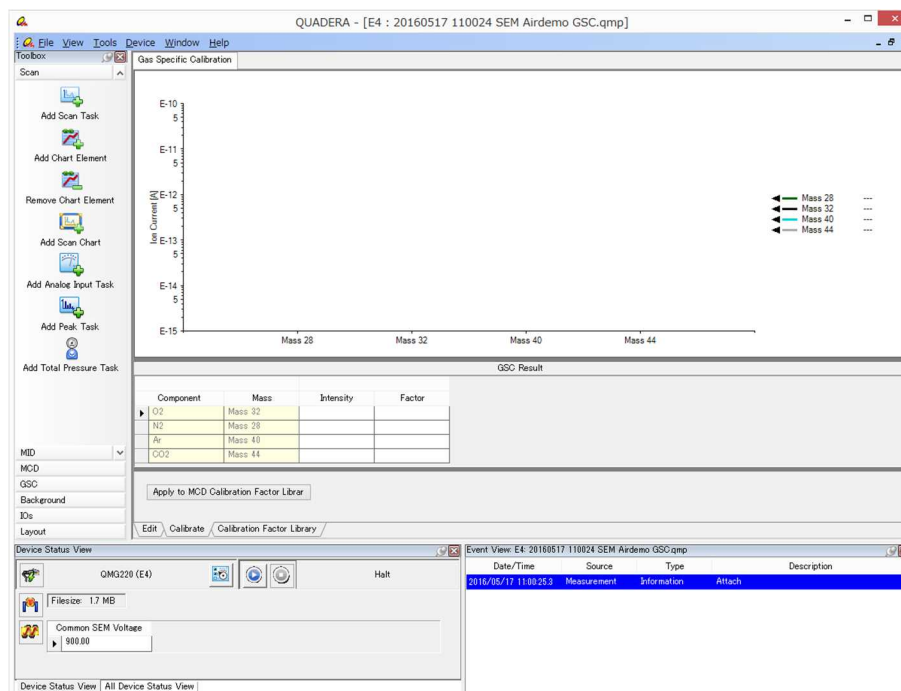 QUADERA - [E4 : 20160517 110024 SEM Airdemo GSC.qmp]
File View Tools Device Window Help
Toolbox
Scan
Add Scan Task
Add Chart Element
Remove Chart Element
Add Scan Chart
Add Analog Input Task
Add Peak Task
Add Total Pressure Task
MID
MCD
GSC
Background
IOs
Layout
Gas Specific Calibration
Ion Current [A]
E-10
5
E-11
5
E-12
5
E-13
5
E-14
5
E-15
Mass 28 Mass 32 Mass 40 Mass 44
Mass 28 ---
Mass 32 ---
Mass 40 ---
Mass 44 ---
GSC Result
Component Mass Intensity Factor
O2 Mass 32
N2 Mass 28
Ar Mass 40
CO2 Mass 44
Apply to MCD Calibration Factor Librar
Edit Calibrate Calibration Factor Library
Device Status View
QMG220 (E4) Halt
Filesize: 1.7 MB
Common SEM Voltage
900.00
Device Status View All Device Status View
Event View: E4: 20160517 110024 SEM Airdemo GSC.qmp
Date/Time Source Type Description
2016/05/17 11:00:25.3 Measurement Information Attach